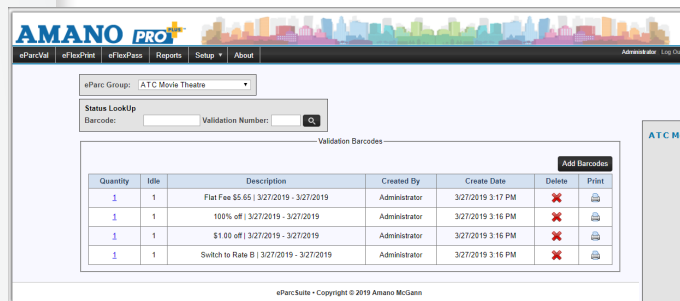 AMANO PRO PLUS
eParcVal eFlexPrint eFlexPass Reports Setup ▼ About
Administrator Log Ou
eParc Group: ATC Movie Theatre
Status LookUp
Barcode: Validation Number:
ATC M
Validation Barcodes
Add Barcodes
Quantity Idle Description Created By Create Date Delete Print
1 1 Flat Fee $5.65 | 3/27/2019 - 3/27/2019 Administrator 3/27/2019 3:17 PM
1 1 100% off | 3/27/2019 - 3/27/2019 Administrator 3/27/2019 3:16 PM
1 1 $1.00 off | 3/27/2019 - 3/27/2019 Administrator 3/27/2019 3:16 PM
1 1 Switch to Rate B | 3/27/2019 - 3/27/2019 Administrator 3/27/2019 3:16 PM
eParcSuite • Copyright © 2019 Amano McGann